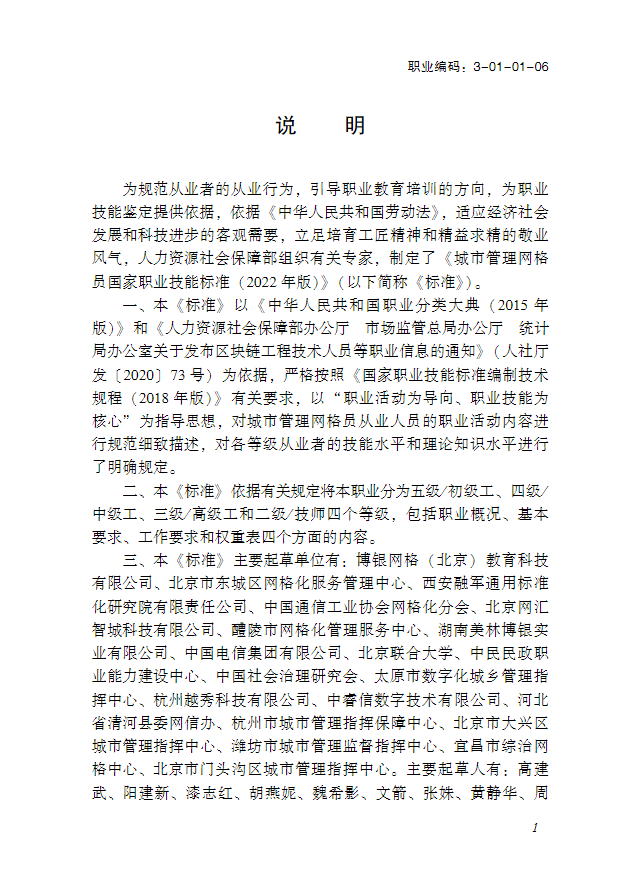 职业编码：3-01-01-06
说　　明
为规范从业者的从业行为，引导职业教育培训的方向，为职业
技能鉴定提供依据，依据《中华人民共和国劳动法》，适应经济社会
发展和科技进步的客观需要，立足培育工匠精神和精益求精的敬业
风气，人力资源社会保障部组织有关专家，制定了《城市管理网格
员国家职业技能标准（2022 年版）》（以下简称《标准》）。
一、本《标准》以《中华人民共和国职业分类大典（2015 年
版）》和《人力资源社会保障部办公厅　市场监管总局办公厅　统计
局办公室关于发布区块链工程技术人员等职业信息的通知》（人社厅
发〔2020〕73 号）为依据，严格按照《国家职业技能标准编制技术
规程（2018 年版）》有关要求，以“职业活动为导向、职业技能为
核心”为指导思想，对城市管理网格员从业人员的职业活动内容进
行规范细致描述，对各等级从业者的技能水平和理论知识水平进行
了明确规定。
二、本《标准》依据有关规定将本职业分为五级/初级工、四级/
中级工、三级/高级工和二级/技师四个等级，包括职业概况、基本
要求、工作要求和权重表四个方面的内容。
三、本《标准》主要起草单位有：博银网格（北京）教育科技
有限公司、北京市东城区网格化服务管理中心、西安融军通用标准
化研究院有限责任公司、中国通信工业协会网格化分会、北京网汇
智城科技有限公司、醴陵市网格化管理服务中心、湖南美林博银实
业有限公司、中国电信集团有限公司、北京联合大学、中民民政职
业能力建设中心、中国社会治理研究会、太原市数字化城乡管理指
挥中心、杭州越秀科技有限公司、中睿信数字技术有限公司、河北
省清河县委网信办、杭州市城市管理指挥保障中心、北京市大兴区
城市管理指挥中心、潍坊市城市管理监督指挥中心、宜昌市综治网
格中心、北京市门头沟区城市管理指挥中心。主要起草人有：高建
武、阳建新、漆志红、胡燕妮、魏希影、文箭、张姝、黄静华、周
1